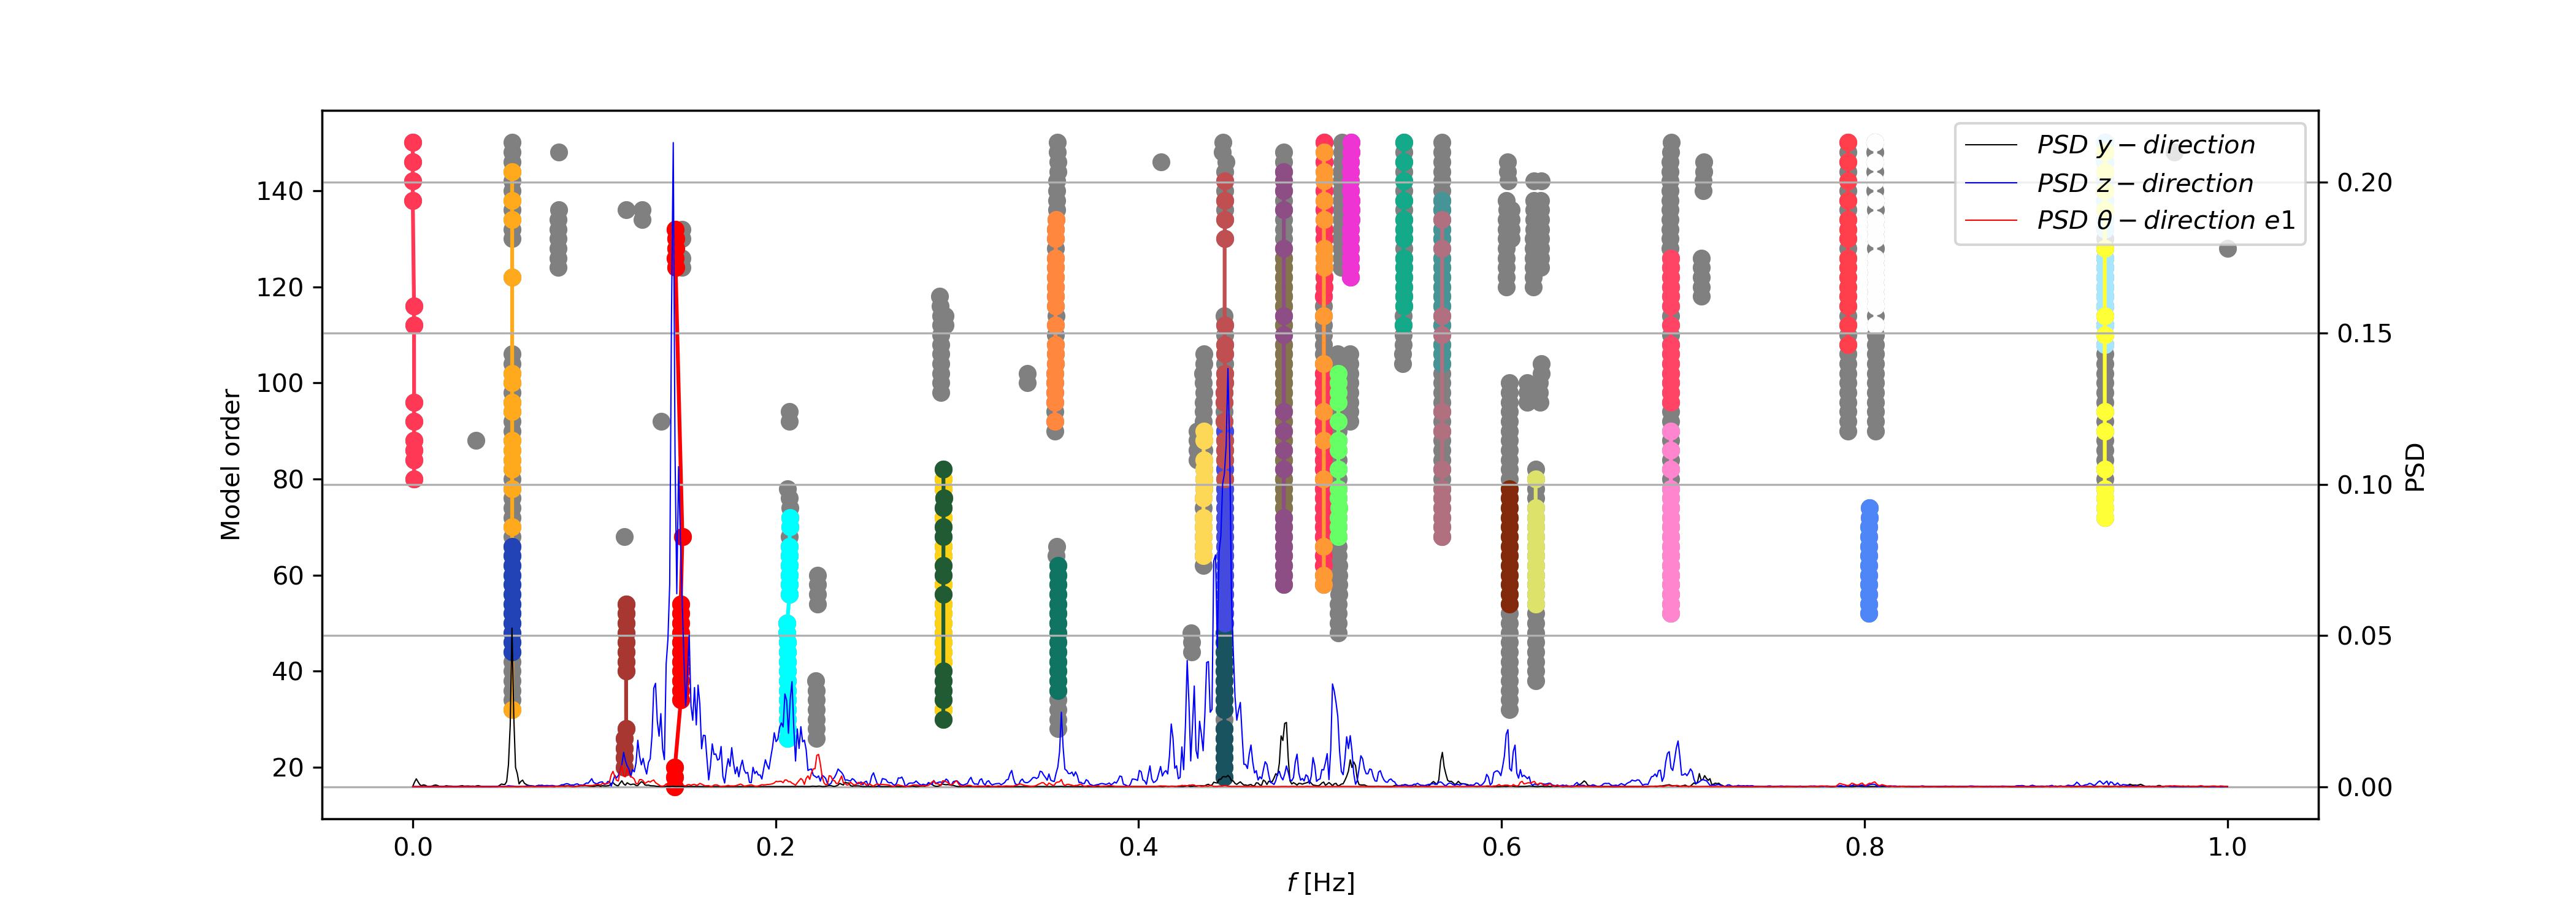 PSD y − direction
PSD z − direction
PSD θ − direction e1
140
120
100
80
60
40
20
Model order
0.20
0.15
0.10
0.05
0.00
PSD
0.0 0.2 0.4 0.6 0.8 1.0
f [Hz]